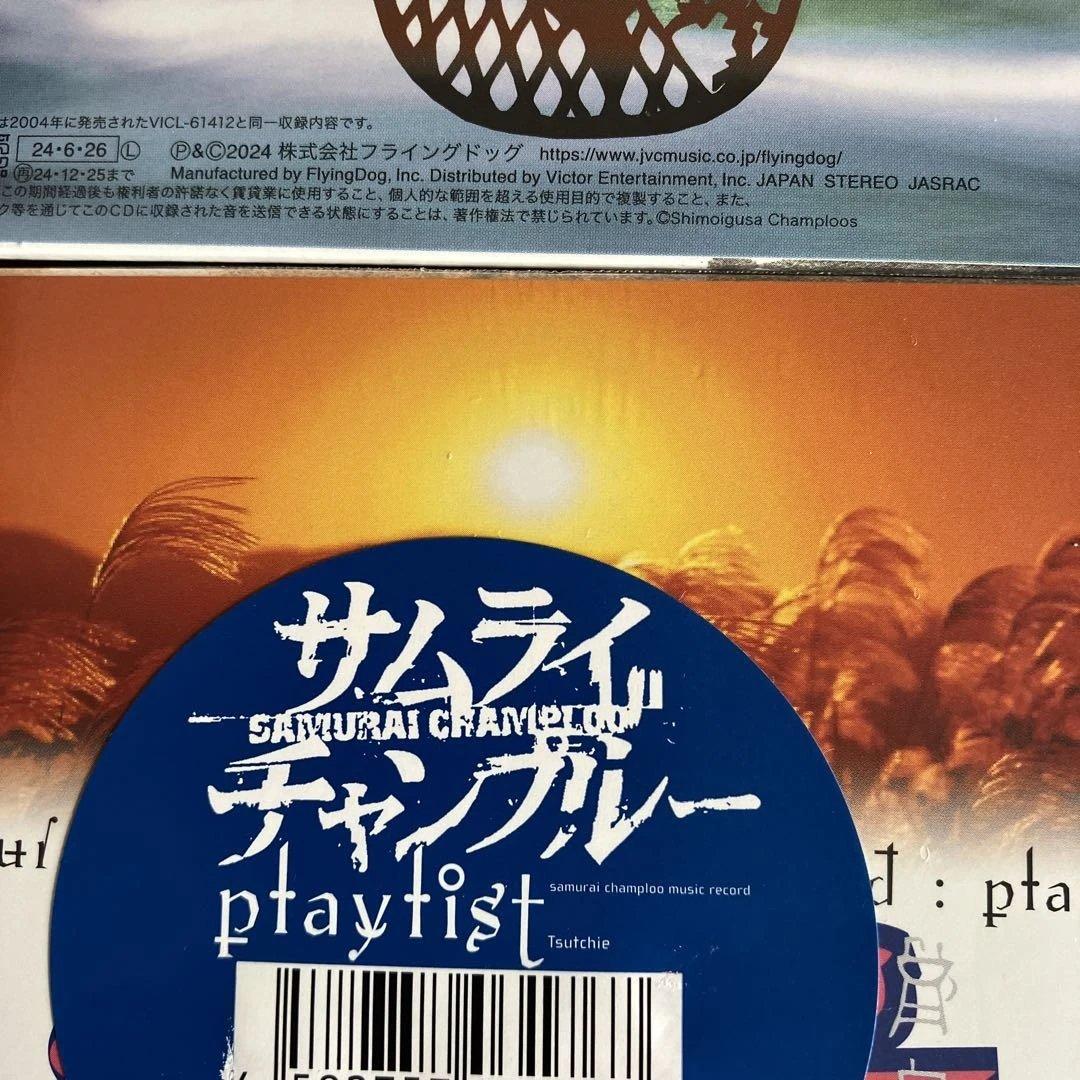 は2004年に発売されたVICL-61412と同一収録内容です。
24・6・26 Ⓛ Ⓟ&Ⓒ2024 株式会社フライングドッグ https://www.jvcmusic.co.jp/flyingdog/
㊢24・12・25まで Manufactured by FlyingDog, Inc. Distributed by Victor Entertainment, Inc. JAPAN STEREO JASRAC
この期間経過後も権利者の許諾なく賃貸業に使用すること、個人的な範囲を超える使用目的で複製すること、また、
ク等を通じてこのCDに収録された音を送信できる状態にすることは、著作権法で禁じられています。©Shimoigusa Champloos
サムライ
SAMURAI CHAMPLOO
チャンプルー
playlist
samurai champloo music record
Tsutchie
d : pla